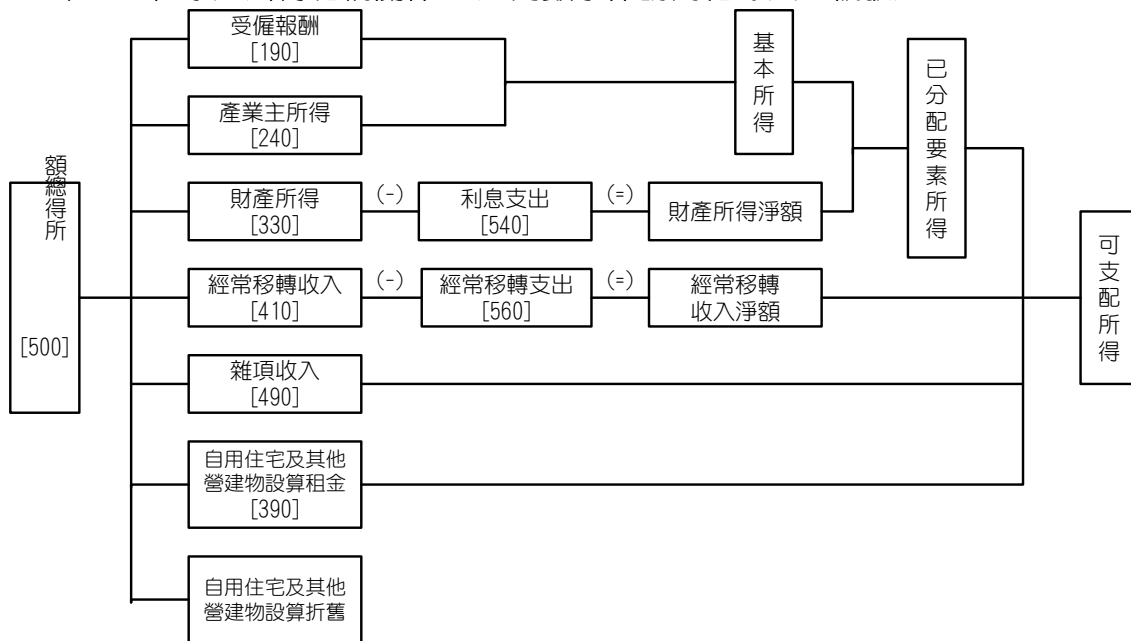 受僱報酬
[190]
產業主所得
[240]
基本所得
已分配要素所得
額總得所
[500]
財產所得
[330]
(-)
利息支出
[540]
(=)
財產所得淨額
經常移轉收入
[410]
(-)
經常移轉支出
[560]
(=)
經常移轉
收入淨額
可支配所得
雜項收入
[490]
自用住宅及其他
營建物設算租金
[390]
自用住宅及其他
營建物設算折舊